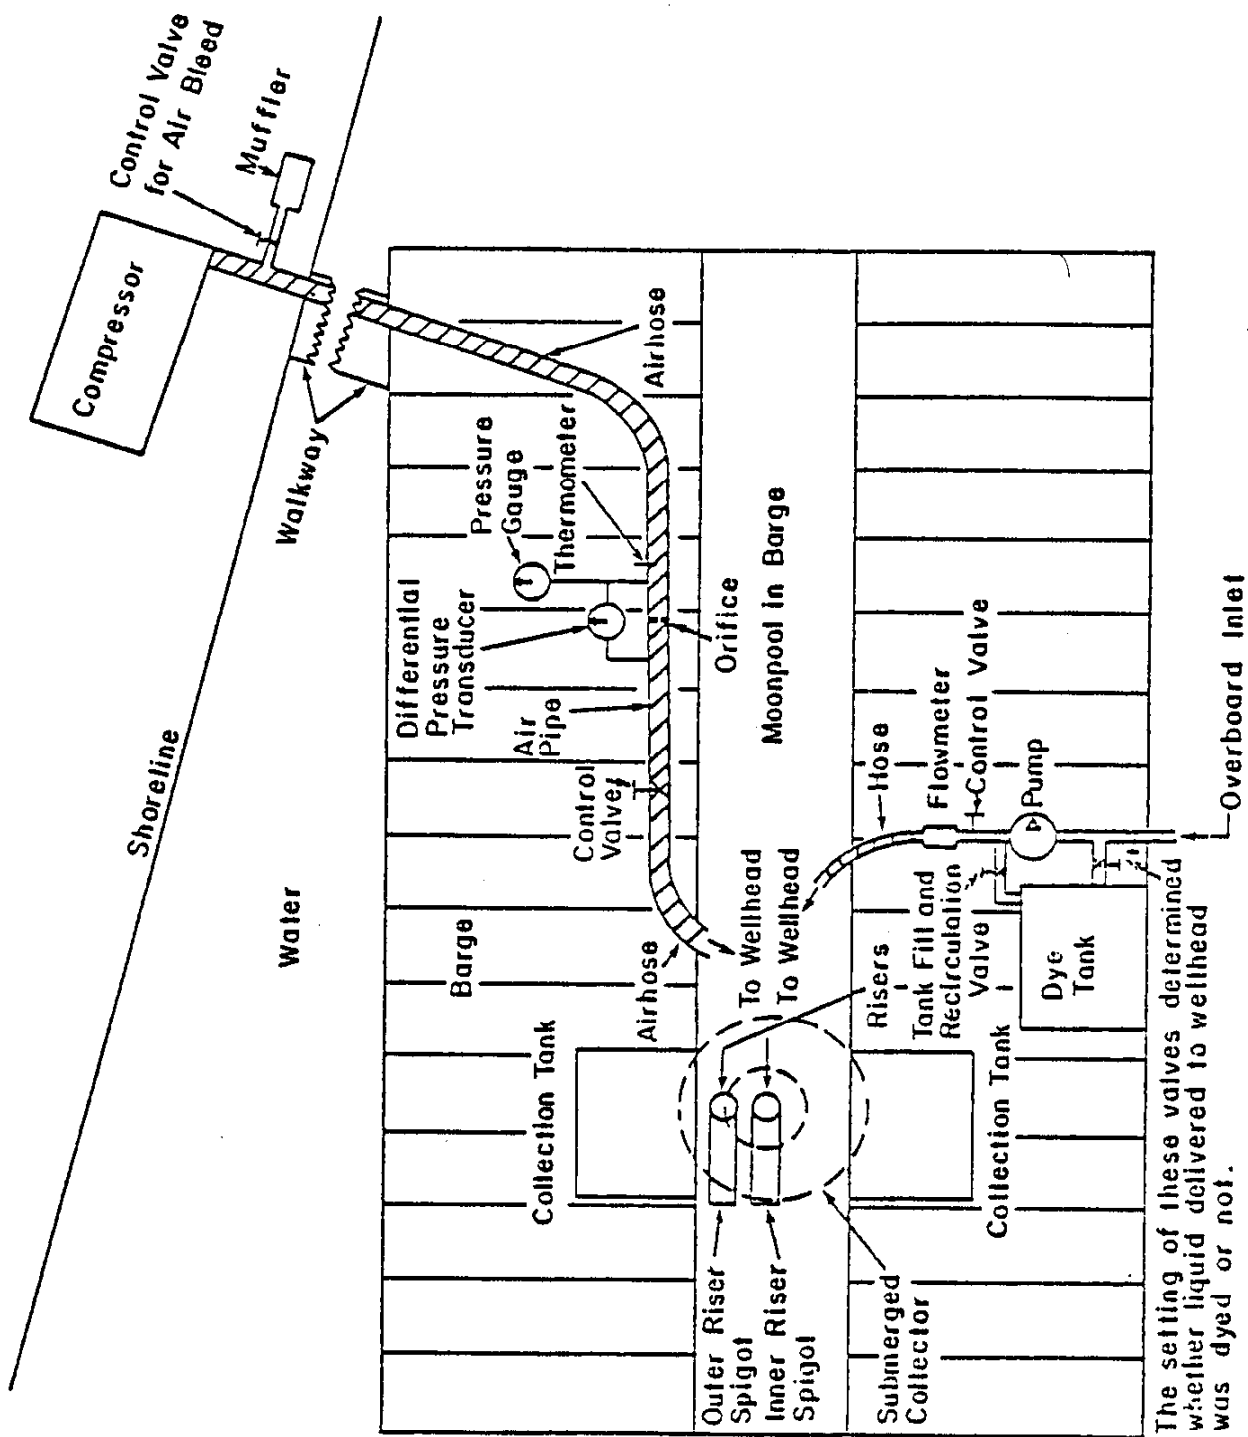 Compressor
Control Valve
for Air Bleed
Muffler
Shoreline
Walkway
Water
Barge
Differential
Pressure
Transducer
Pressure
Gauge
Thermometer
Airhose
Air
Pipe
Control
Valve
Orifice
Airhose
Collection Tank
Moonpool in Barge
To Wellhead
To Wellhead
Outer Riser
Spigot
Inner Riser
Spigot
Submerged
Collector
Risers
Hose
Flowmeter
Control Valve
Pump
Tank Fill and
Recirculation
Valve
Dye
Tank
Collection Tank
Overboard Inlet
The setting of these valves determined
whether liquid delivered to wellhead
was dyed or not.